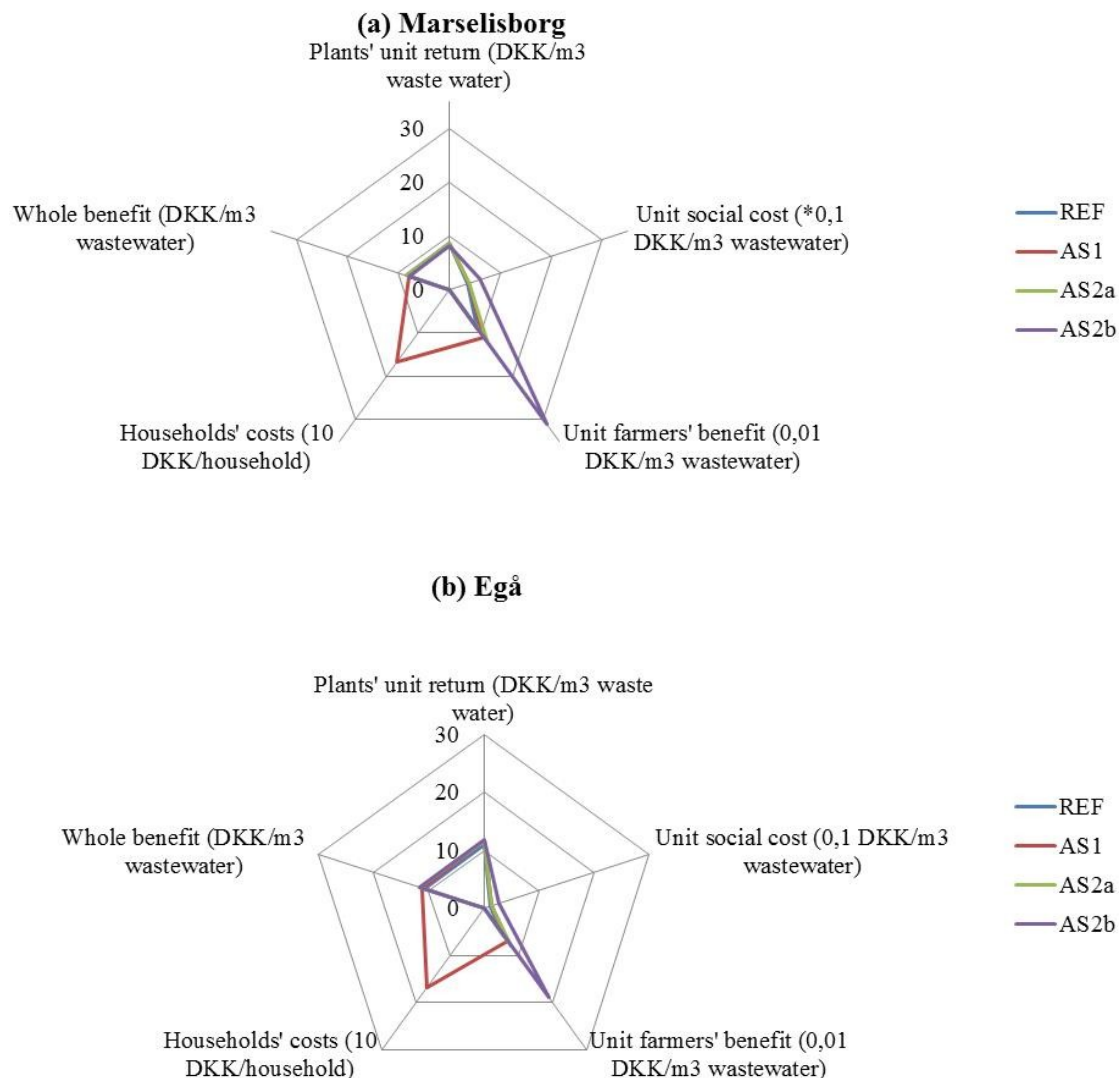 (a) Marselisborg
Plants' unit return (DKK/m3
waste water)
30
20
10
0
Whole benefit (DKK/m3
wastewater)
Unit social cost (*0,1
DKK/m3 wastewater)
Households' costs (10
DKK/household)
Unit farmers' benefit (0,01
DKK/m3 wastewater)
REF
AS1
AS2a
AS2b
(b) Egå
Plants' unit return (DKK/m3 waste
water)
30
20
10
0
Whole benefit (DKK/m3
wastewater)
Unit social cost (0,1 DKK/m3
wastewater)
Households' costs (10
DKK/household)
Unit farmers' benefit (0,01
DKK/m3 wastewater)
REF
AS1
AS2a
AS2b